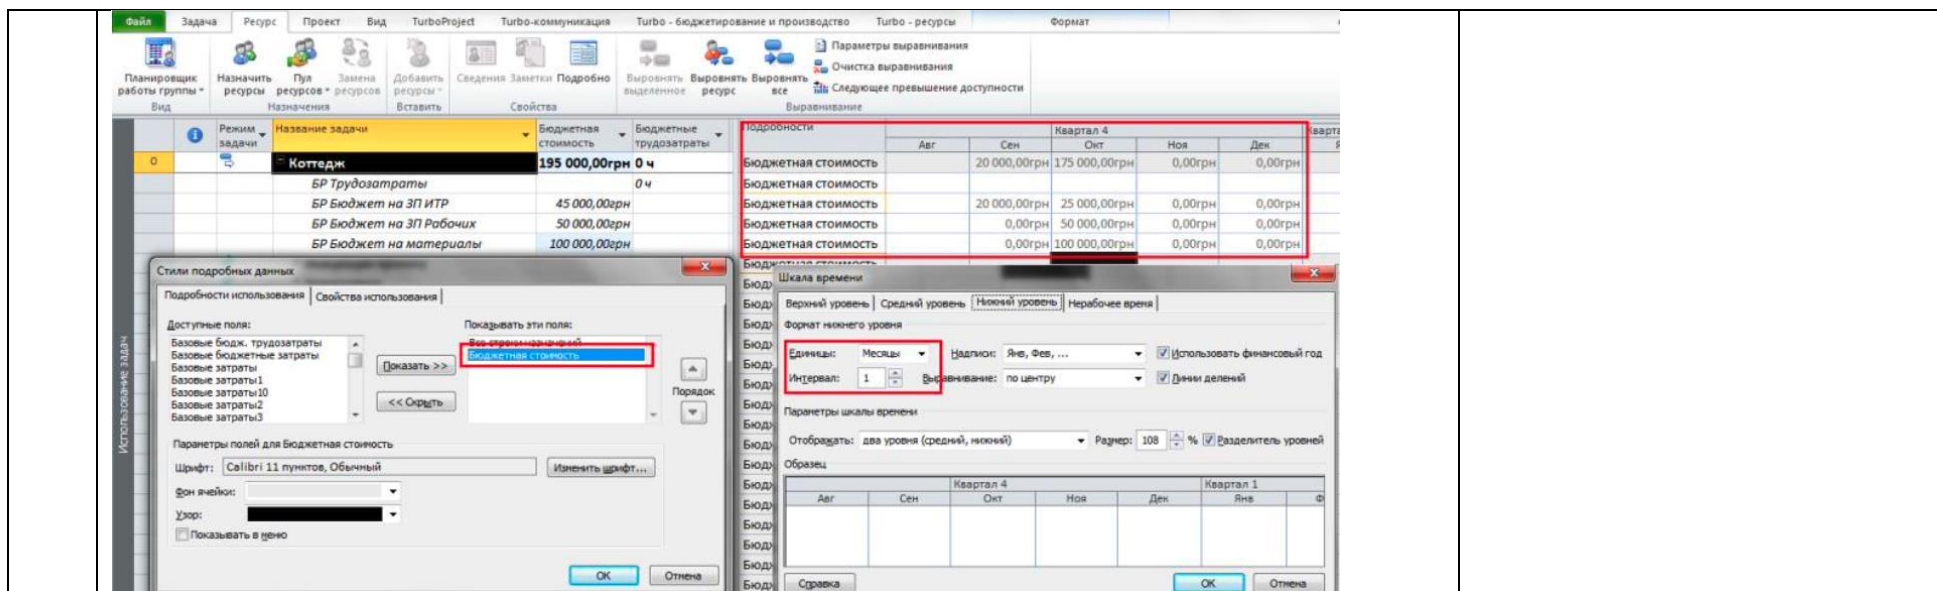 Файл Задача Ресурс Проект Вид TurboProject Turbo-коммуникация Turbo - бюджетирование и производство Turbo - ресурсы Формат
Планировщик работы группы
Назначить ресурсы
Пул ресурсов
Замена ресурсов
Добавить ресурсы
Сведения Заметки Подробно
Выровнять выделенное
Выровнять ресурс
Выровнять все
Параметры выравнивания
Очистка выравнивания
Следующее превышение доступности
Вид Назначения Вставить Свойства Выравнивание
Режим задачи Название задачи Бюджетная стоимость Бюджетные трудозатраты Подробности Квартал 4
Авг Сен Окт Ноя Дек
0 Коттедж 195 000,00грн 0 ч Бюджетная стоимость 20 000,00грн 175 000,00грн 0,00грн 0,00грн
БР Трудозатраты 0 ч Бюджетная стоимость
БР Бюджет на ЗП ИТР 45 000,00грн Бюджетная стоимость 20 000,00грн 25 000,00грн 0,00грн 0,00грн
БР Бюджет на ЗП Рабочих 50 000,00грн Бюджетная стоимость 0,00грн 50 000,00грн 0,00грн 0,00грн
БР Бюджет на материалы 100 000,00грн Бюджетная стоимость 0,00грн 100 000,00грн 0,00грн 0,00грн
Использование задач
Стили подробных данных
Подробности использования Свойства использования
Доступные поля:
Базовые бюдж. трудозатраты
Базовые бюджетные затраты
Базовые затраты
Базовые затраты1
Базовые затраты10
Базовые затраты2
Базовые затраты3
Показать >>
<< Скрыть
Показывать эти поля:
Все строки назначений
Бюджетная стоимость
Порядок
Параметры полей для Бюджетная стоимость
Шрифт: Calibri 11 пунктов, Обычный Изменить шрифт...
Фон ячейки:
Узор:
Показывать в меню
OK Отмена
Шкала времени
Верхний уровень Средний уровень Нижний уровень Нерабочее время
Формат нижнего уровня
Единицы: Месяцы Надписи: Янв, Фев, ... Использовать финансовый год
Интервал: 1 Выравнивание: по центру Линии делений
Параметры шкалы времени
Отображать: два уровня (средний, нижний) Размер: 108 % Разделитель уровней
Образец
Квартал 4 Квартал 1
Авг Сен Окт Ноя Дек Янв Ф
Справка OK Отмена